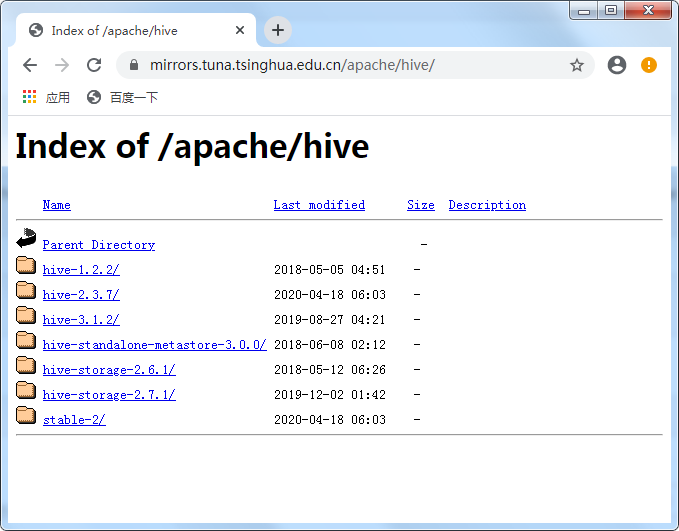 Index of /apache/hive
mirrors.tuna.tsinghua.edu.cn/apache/hive/
应用 百度一下
Index of /apache/hive
Name Last modified Size Description
Parent Directory -
hive-1.2.2/ 2018-05-05 04:51 -
hive-2.3.7/ 2020-04-18 06:03 -
hive-3.1.2/ 2019-08-27 04:21 -
hive-standalone-metastore-3.0.0/ 2018-06-08 02:12 -
hive-storage-2.6.1/ 2018-05-12 06:26 -
hive-storage-2.7.1/ 2019-12-02 01:42 -
stable-2/ 2020-04-18 06:03 -